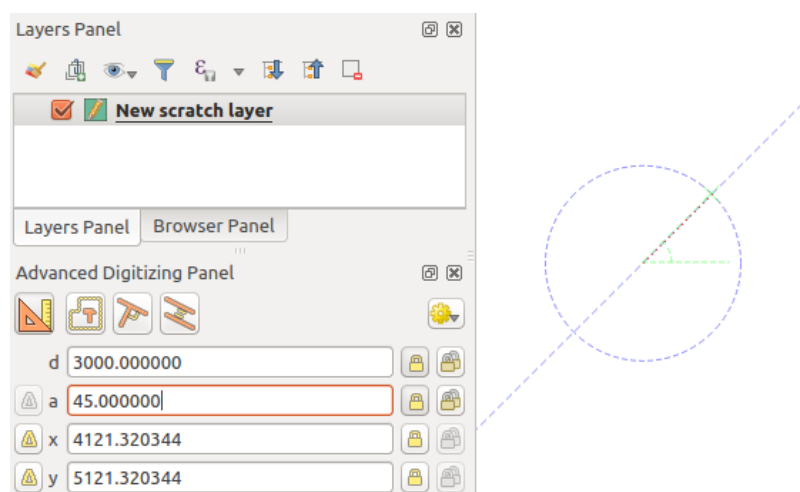 Layers Panel
New scratch layer
Layers Panel
Browser Panel
Advanced Digitizing Panel
d 3000.000000
a 45.000000
x 4121.320344
y 5121.320344